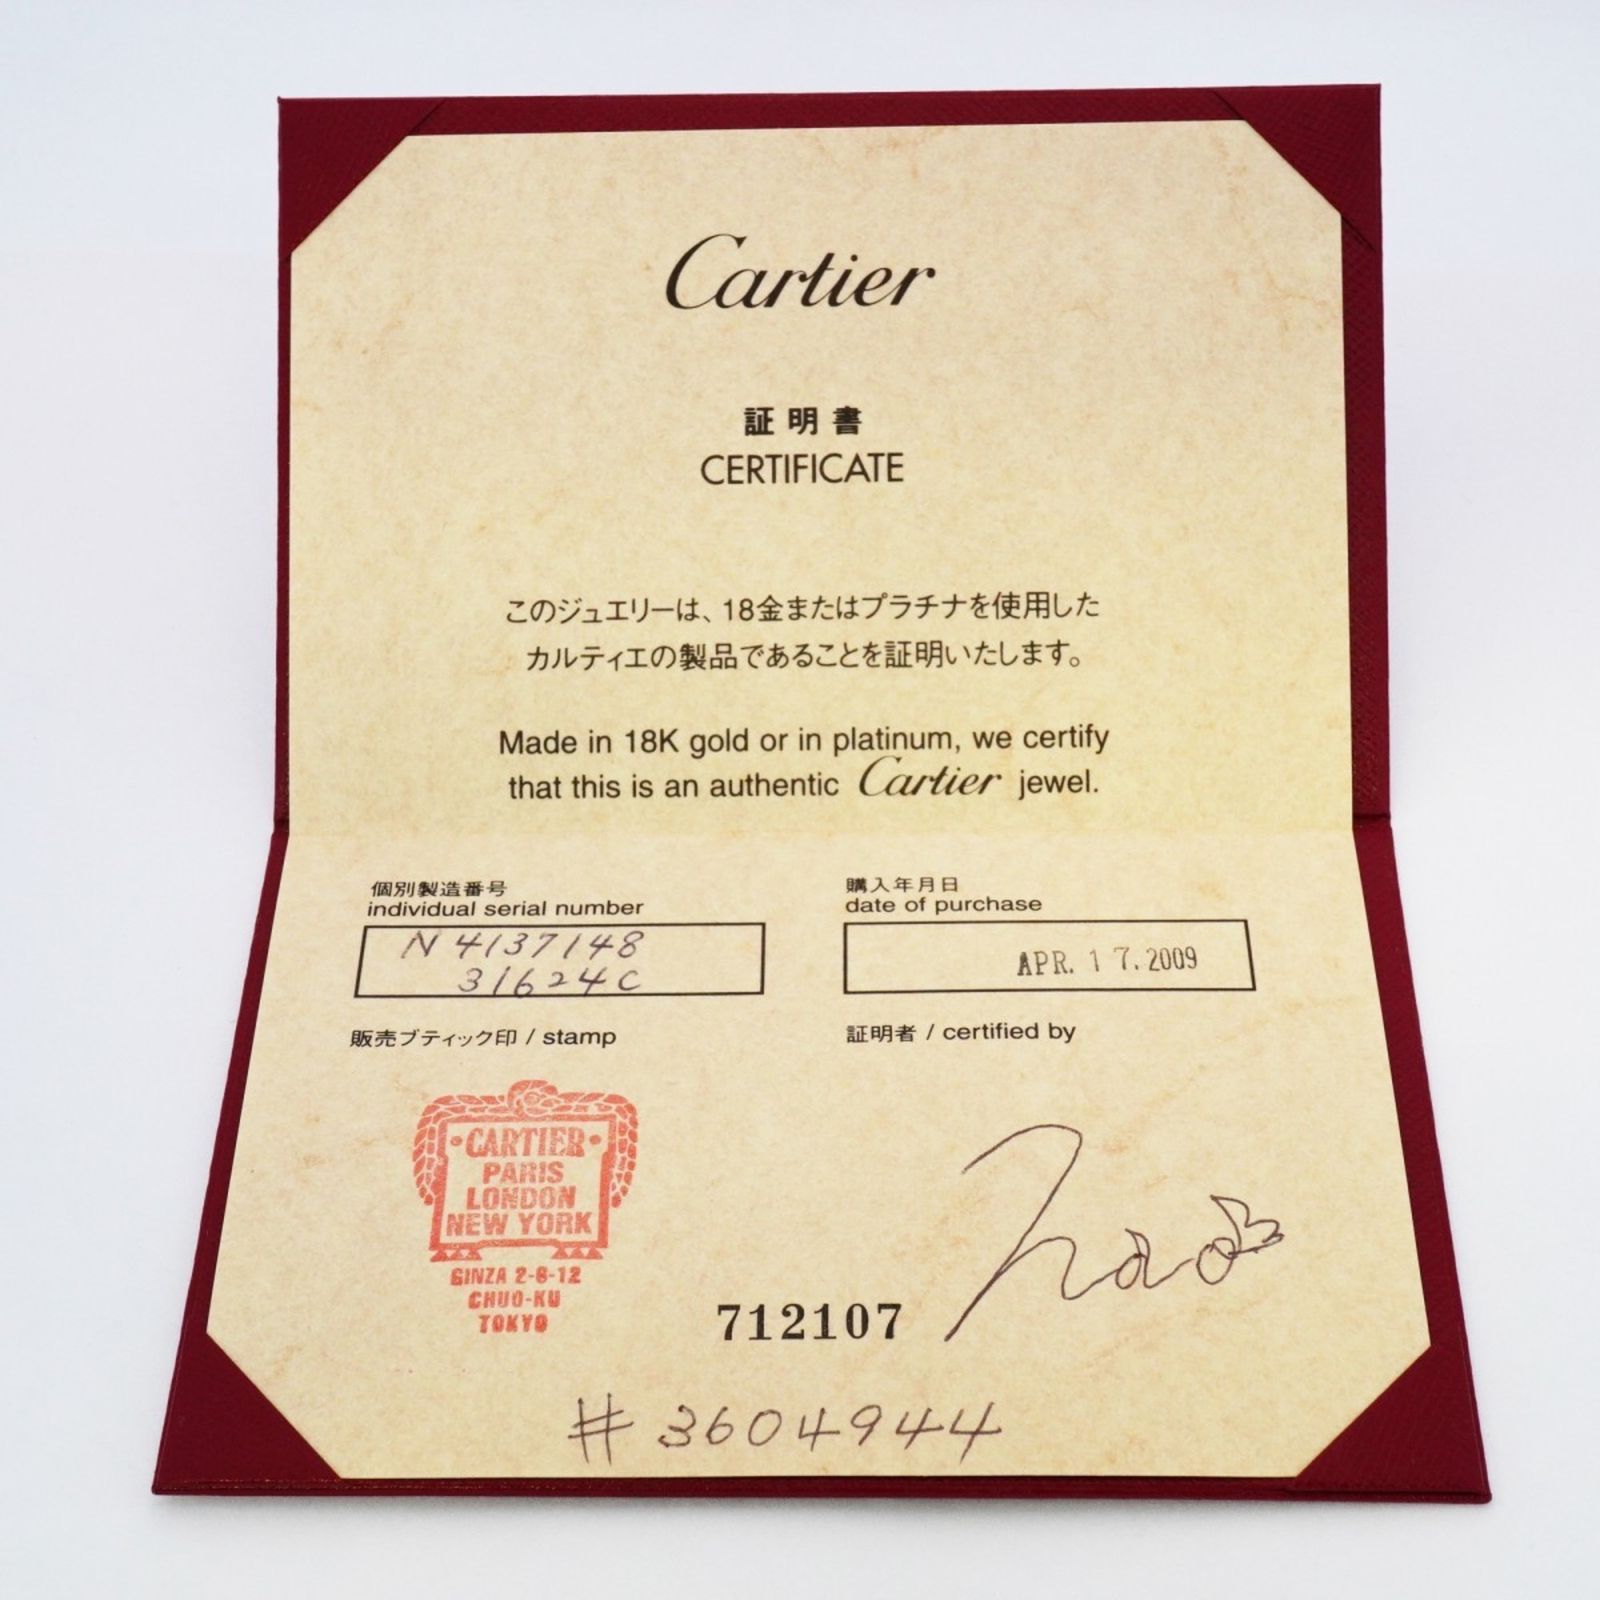 Cartier
証明書
CERTIFICATE
このジュエリーは、18金またはプラチナを使用した
カルティエの製品であることを証明いたします。
Made in 18K gold or in platinum, we certify
that this is an authentic Cartier jewel.
個別製造番号
individual serial number
N 4137148
31624C
購入年月日
date of purchase
APR. 17. 2009
販売ブティック印 / stamp
証明者 / certified by
CARTIER
PARIS
LONDON
NEW YORK
GINZA 2-6-12
CHUO-KU
TOKYO
712107
# 3604944